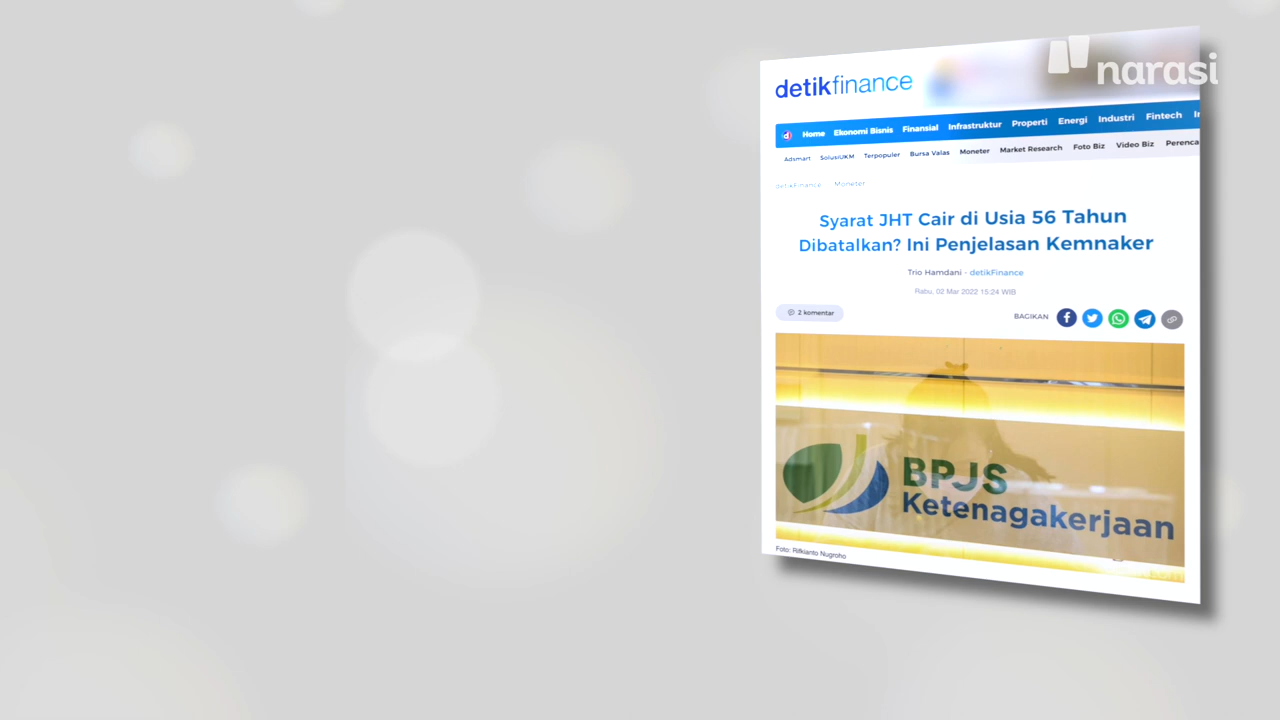 narasi
detikfinance
Home Ekonomi Bisnis Finansial Infrastruktur Properti Energi Industri Fintech
Adsmart SolusiUKM Terpopuler Bursa Valas Moneter Market Research Foto Biz Video Biz Perenca
detikFinance Moneter
Syarat JHT Cair di Usia 56 Tahun
Dibatalkan? Ini Penjelasan Kemnaker
Trio Hamdani - detikFinance
Rabu, 02 Mar 2022 15:24 WIB
2 komentar
BAGIKAN
BPJS
Ketenagakerjaan
Foto: Rifkianto Nugroho